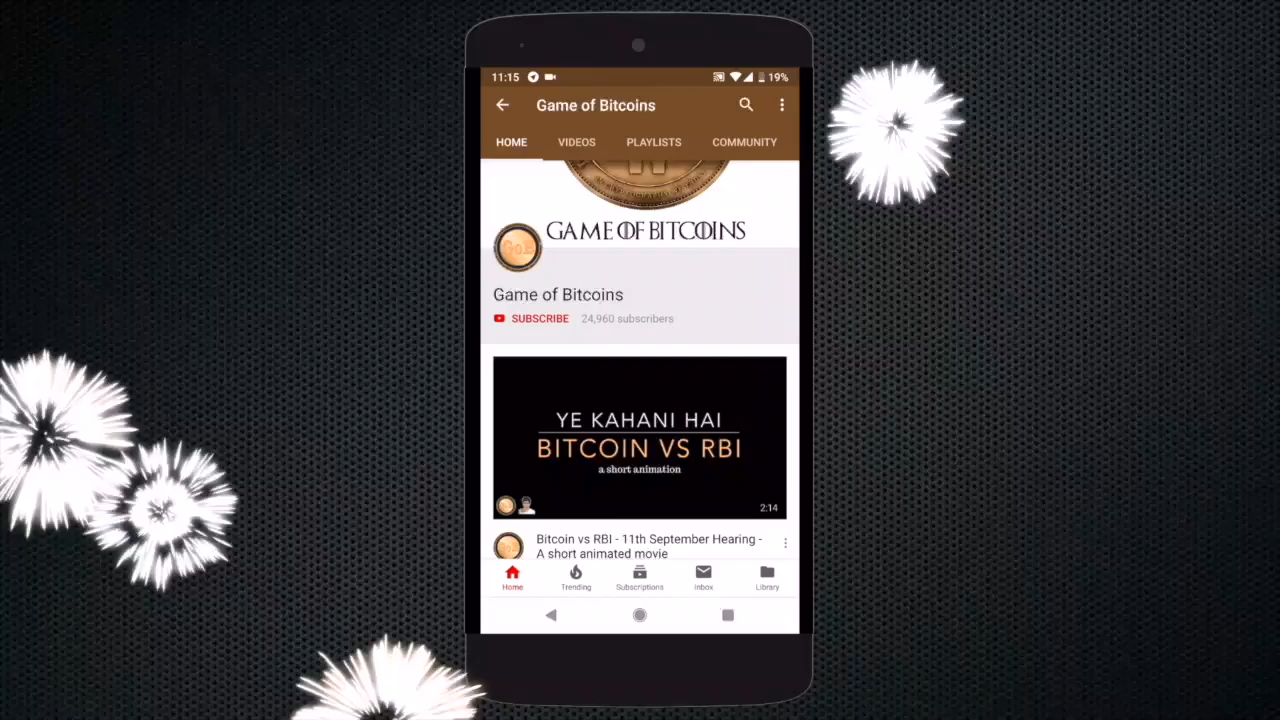 11:15
19%
Game of Bitcoins
HOME VIDEOS PLAYLISTS COMMUNITY
GAME OF BITCOINS
GoB
Game of Bitcoins
SUBSCRIBE 24,960 subscribers
YE KAHANI HAI
BITCOIN VS RBI
a short animation
2:14
Bitcoin vs RBI - 11th September Hearing -
A short animated movie
Home Trending Subscriptions Inbox Library